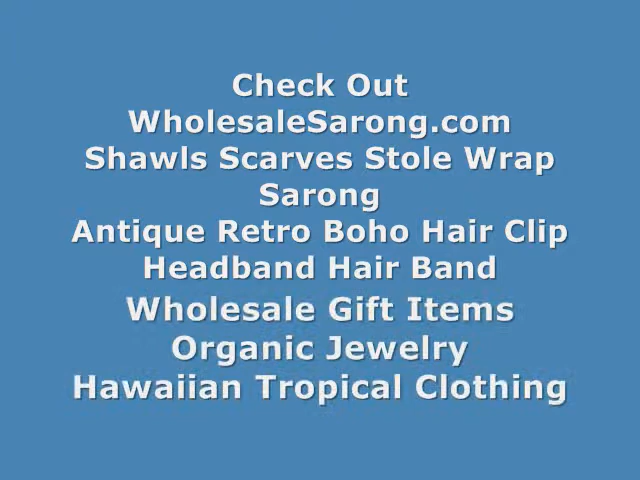 Check Out
WholesaleSarong.com
Shawls Scarves Stole Wrap
Sarong
Antique Retro Boho Hair Clip
Headband Hair Band
Wholesale Gift Items
Organic Jewelry
Hawaiian Tropical Clothing